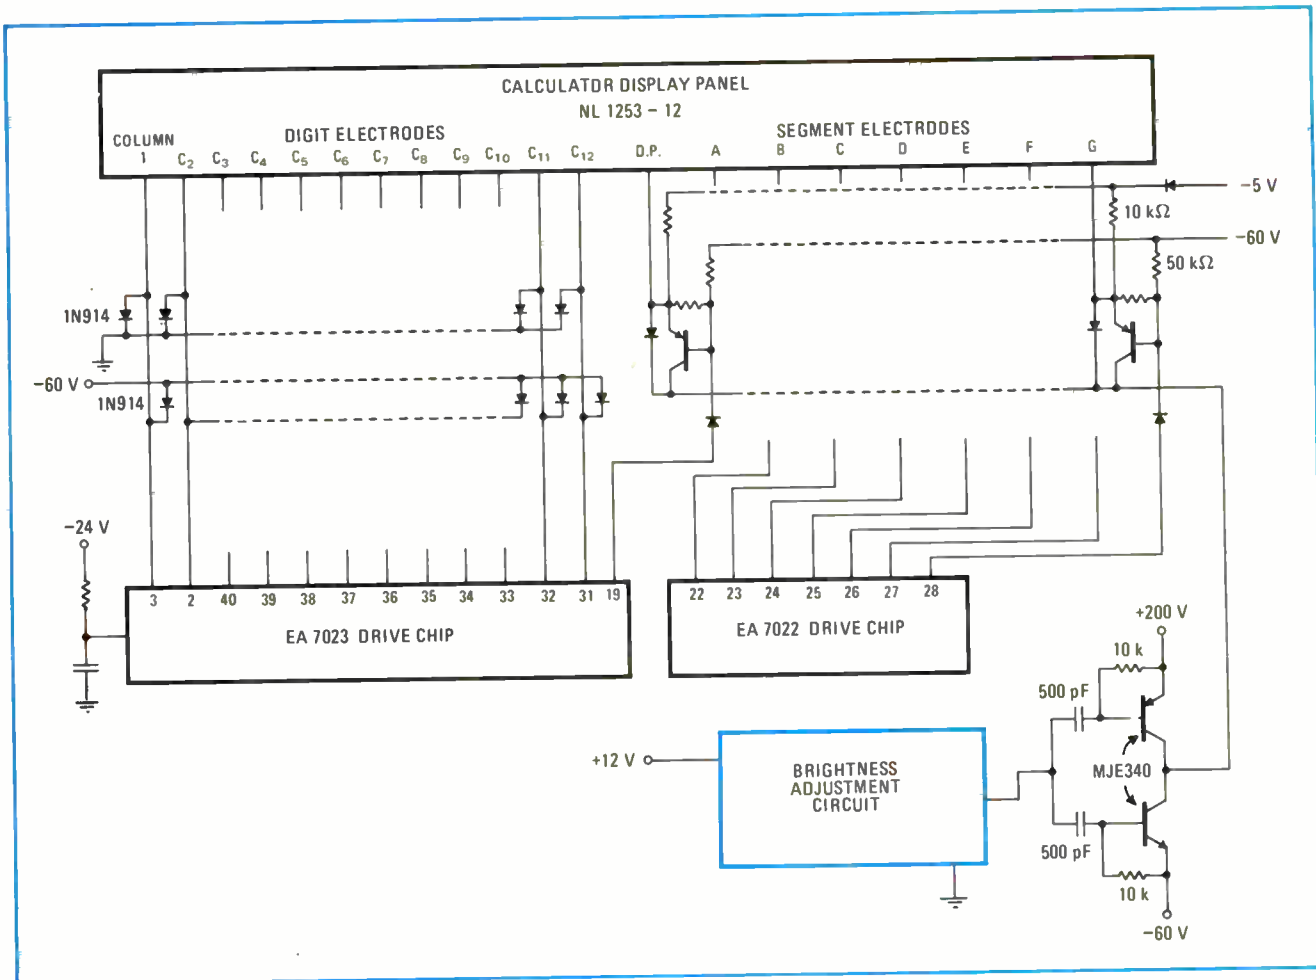 CALCULATOR DISPLAY PANEL
NL 1253 – 12
DIGIT ELECTRODES
SEGMENT ELECTRDDES
COLUMN
1 C2 C3 C4 C5 C6 C7 C8 C9 C10 C11 C12 D.P. A B C D E F G
−5 V
10 kΩ
−60 V
50 kΩ
1N914
−60 V
1N914
−24 V
3 2 40 39 38 37 36 35 34 33 32 31 19
EA 7023 DRIVE CHIP
22 23 24 25 26 27 28
EA 7022 DRIVE CHIP
+200 V
10 k
500 pF
+12 V
BRIGHTNESS
ADJUSTMENT
CIRCUIT
MJE340
500 pF
10 k
−60 V